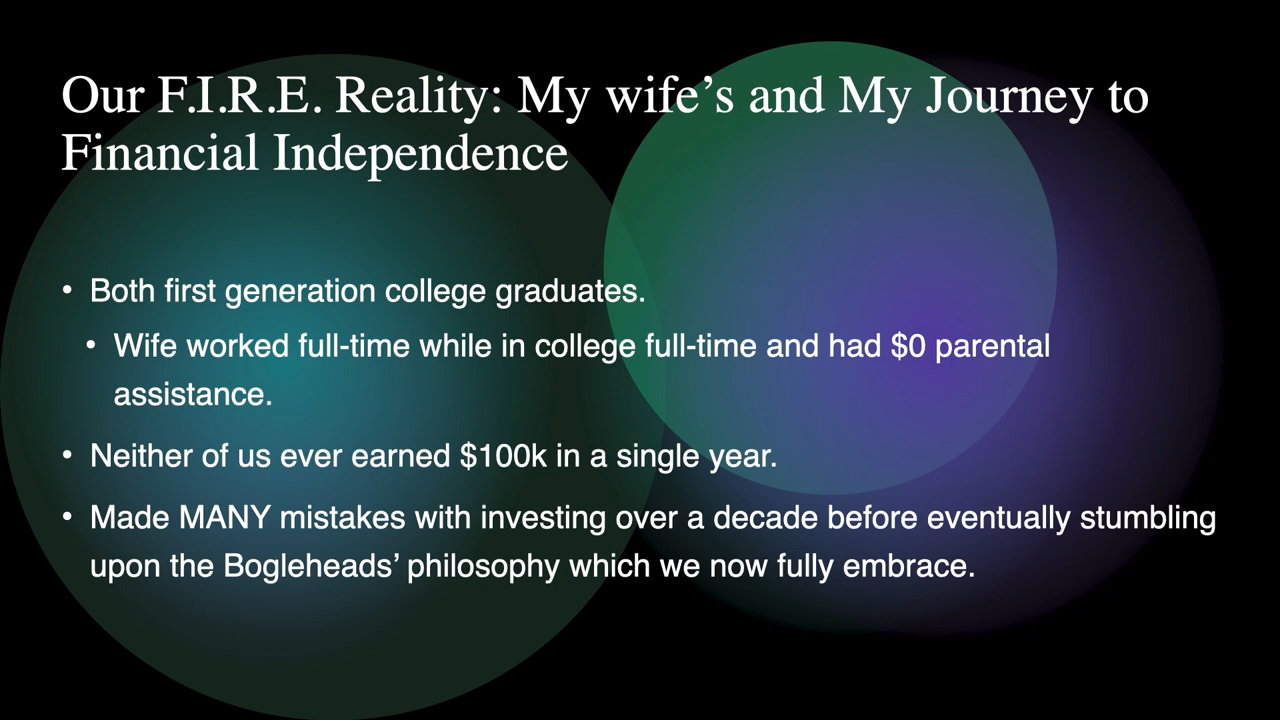 Our F.I.R.E. Reality: My wife’s and My Journey to
Financial Independence
• Both first generation college graduates.
• Wife worked full-time while in college full-time and had $0 parental
assistance.
• Neither of us ever earned $100k in a single year.
• Made MANY mistakes with investing over a decade before eventually stumbling
upon the Bogleheads’ philosophy which we now fully embrace.